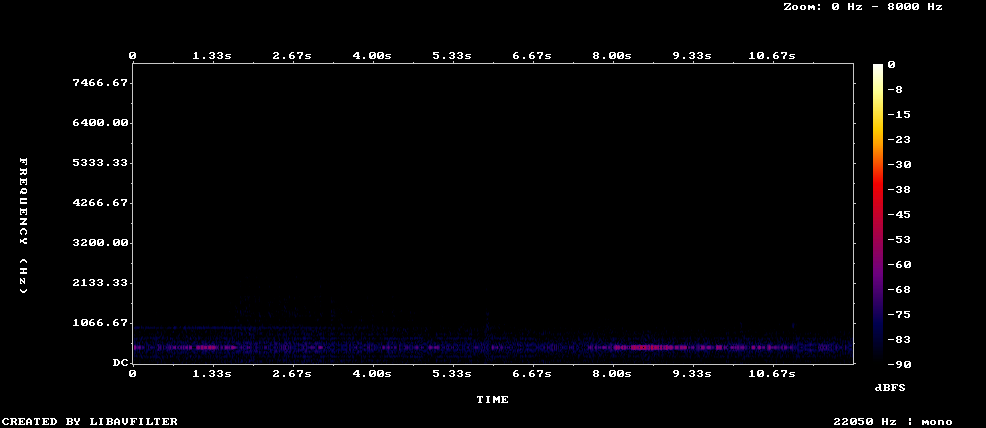 Zoom: 0 Hz - 8000 Hz
0 1.33s 2.67s 4.00s 5.33s 6.67s 8.00s 9.33s 10.67s
7466.67
6400.00
5333.33
4266.67
3200.00
2133.33
1066.67
DC
FREQUENCY (Hz)
0
-8
-15
-23
-30
-38
-45
-53
-60
-68
-75
-83
-90
0 1.33s 2.67s 4.00s 5.33s 6.67s 8.00s 9.33s 10.67s
dBFS
TIME
CREATED BY LIBAVFILTER
22050 Hz | mono